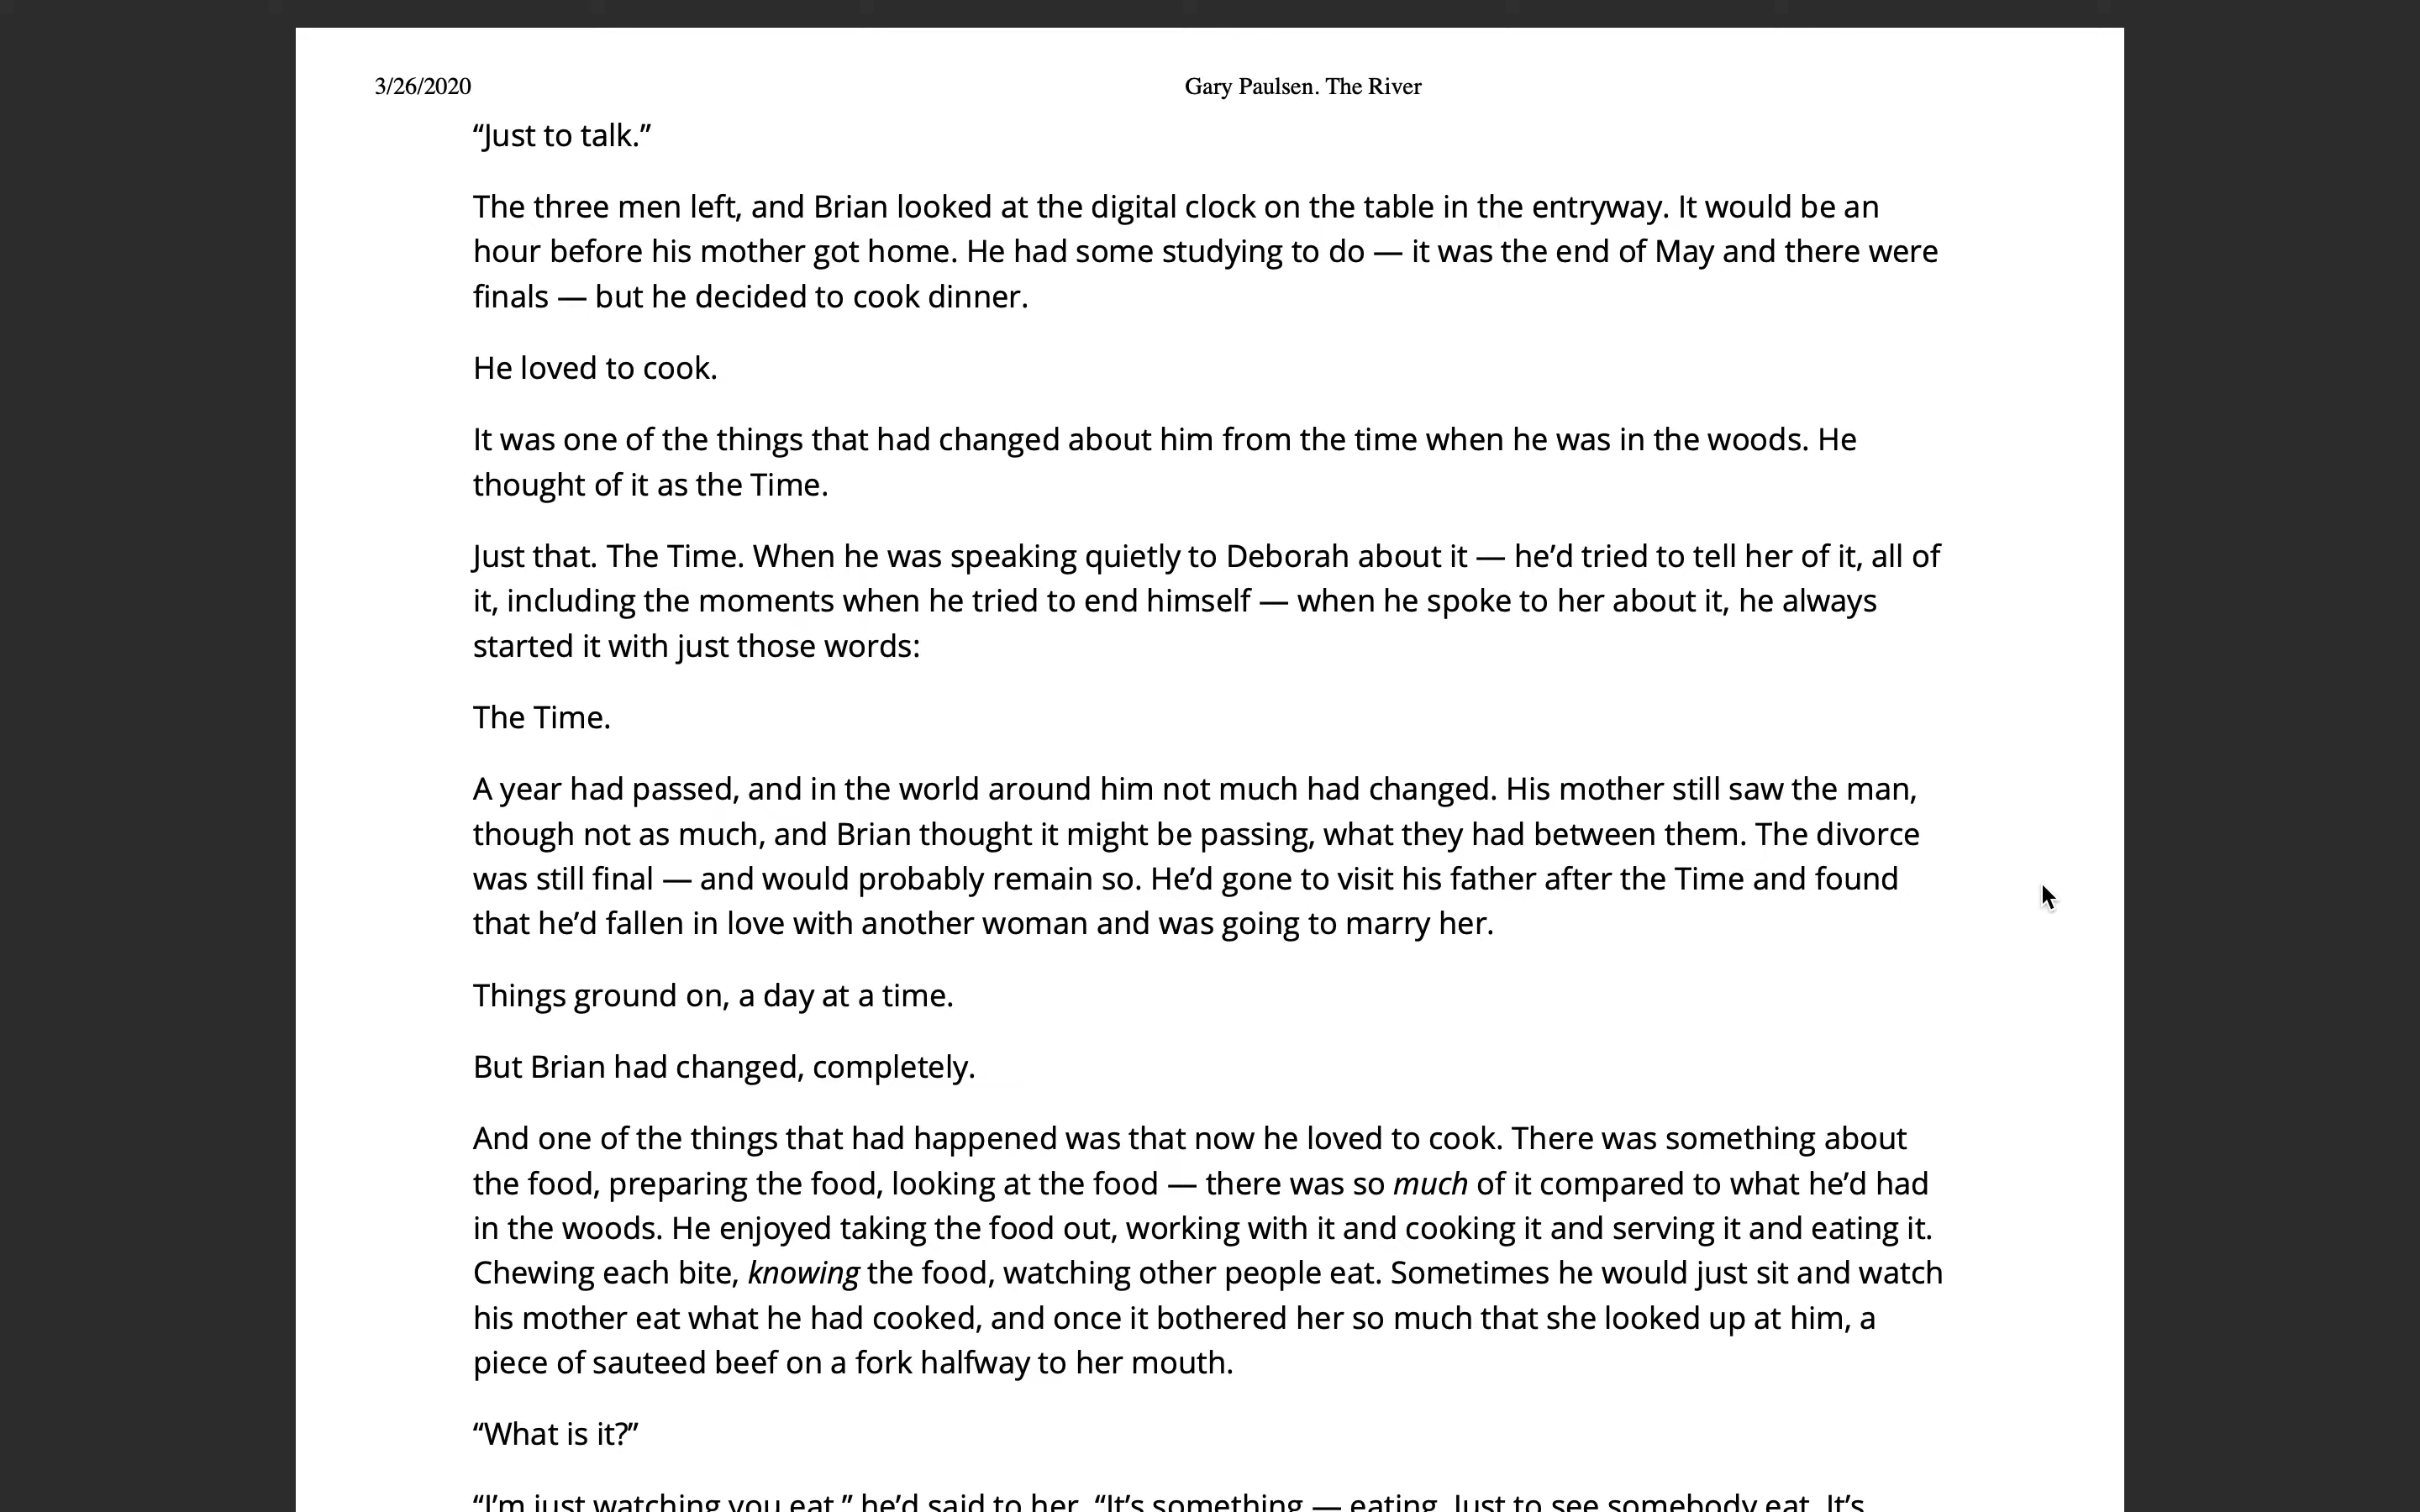 3/26/2020 Gary Paulsen. The River
“Just to talk.”
The three men left, and Brian looked at the digital clock on the table in the entryway. It would be an
hour before his mother got home. He had some studying to do — it was the end of May and there were
finals — but he decided to cook dinner.
He loved to cook.
It was one of the things that had changed about him from the time when he was in the woods. He
thought of it as the Time.
Just that. The Time. When he was speaking quietly to Deborah about it — he’d tried to tell her of it, all of
it, including the moments when he tried to end himself — when he spoke to her about it, he always
started it with just those words:
The Time.
A year had passed, and in the world around him not much had changed. His mother still saw the man,
though not as much, and Brian thought it might be passing, what they had between them. The divorce
was still final — and would probably remain so. He’d gone to visit his father after the Time and found
that he’d fallen in love with another woman and was going to marry her.
Things ground on, a day at a time.
But Brian had changed, completely.
And one of the things that had happened was that now he loved to cook. There was something about
the food, preparing the food, looking at the food — there was so much of it compared to what he’d had
in the woods. He enjoyed taking the food out, working with it and cooking it and serving it and eating it.
Chewing each bite, knowing the food, watching other people eat. Sometimes he would just sit and watch
his mother eat what he had cooked, and once it bothered her so much that she looked up at him, a
piece of sauteed beef on a fork halfway to her mouth.
“What is it?”
“I’m just watching you eat,” he’d said to her. “It’s something — eating. Just to see somebody eat. It’s